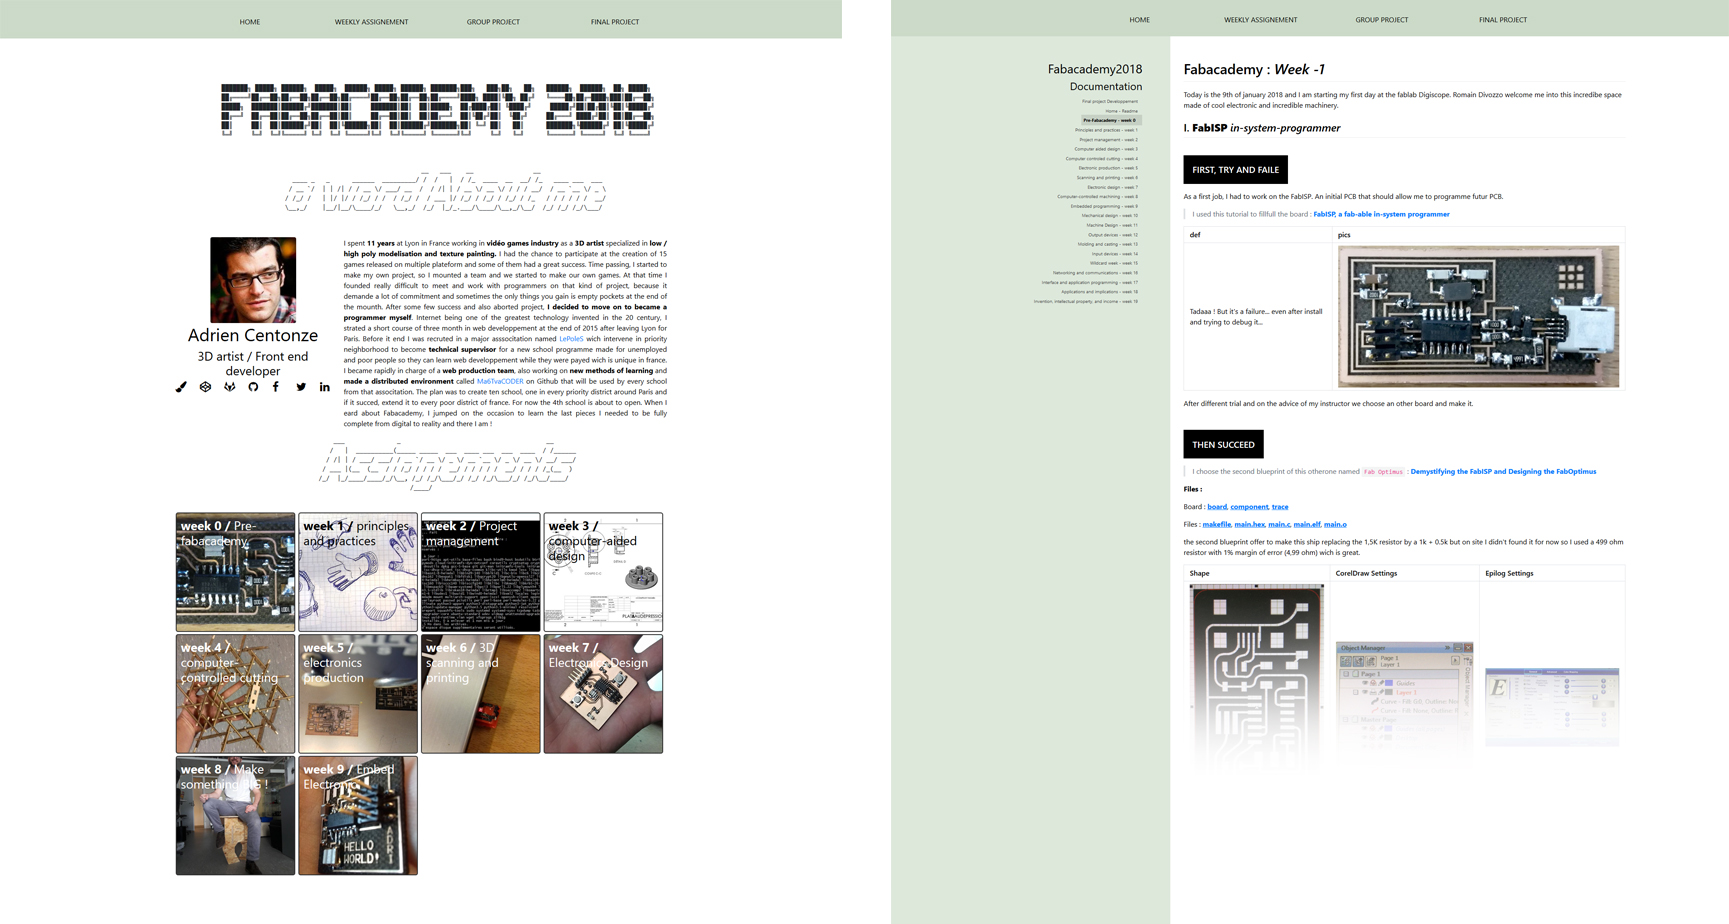 HOME WEEKLY ASSIGNEMENT GROUP PROJECT FINAL PROJECT
FABACADEMY 2018
a word about me
Adrien Centonze
3D artist / Front end
developer
I spent 11 years at Lyon in France working in vidéo games industry as a 3D artist specialized in low /
high poly modelisation and texture painting. I had the chance to participate at the creation of 15
games released on multiple plateform and some of them had a great success. Time passing, I started to
make my own project, so I mounted a team and we started to make our own games. At that time I
founded really difficult to meet and work with programmers on that kind of project, because it
demande a lot of commitment and sometimes the only things you gain is empty pockets at the end of
the mounth. After some few success and also aborted project, I decided to move on to became a
programmer myself. Internet being one of the greatest technology invented in the 20 century, I
strated a short course of three month in web developpement at the end of 2015 after leaving Lyon for
Paris. Before it end I was recruted in a major asssocitation named LePoleS wich intervene in priority
neighborhood to become technical supervisor for a new school programme made for unemployed
and poor people so they can learn web developpement while they were payed wich is unique in france.
I became rapidly in charge of a web production team, also working on new methods of learning and
made a distributed environment called Ma6TvaCODER on Github that will be used by every school
from that associtation. The plan was to create ten school, one in every priority district around Paris and
if it succed, extend it to every poor district of france. For now the 4th school is about to open. When I
eard about Fabacademy, I jumped on the occasion to learn the last pieces I needed to be fully
complete from digital to reality and there I am !
Assignments
week 0 / Pre-
fabacademy
week 1 / principles
and practices
week 2 / Project
management
week 3 /
computer-aided
design
week 4 /
computer-
controlled cutting
week 5 /
electronics
production
week 6 / 3D
scanning and
printing
week 7 /
Electronics Design
week 8 / Make
something BIG !
week 9 / Embed
Electronic
HELLO
WORLD!
HOME WEEKLY ASSIGNEMENT GROUP PROJECT FINAL PROJECT
Fabacademy2018
Documentation
Final project Developpement
Home - Readme
Pre-Fabacademy - week 0
Principles and practices - week 1
Project management - week 2
Computer aided design - week 3
Computer controled cutting - week 4
Electronic production - week 5
Scanning and printing - week 6
Electronic design - week 7
Computer-controlled machining - week 8
Embedded programming - week 9
Mechanical design - week 10
Machine Design - week 11
Output devices - week 12
Molding and casting - week 13
Input devices - week 14
Wildcard week - week 15
Networking and communications - week 16
Interface and application programming - week 17
Applications and implications - week 18
Invention, intellectual property, and income - week 19
Fabacademy : Week -1
Today is the 9th of january 2018 and I am starting my first day at the fablab Digiscope. Romain Divozzo welcome me into this incredibe space
made of cool electronic and incredible machinery.
I. FabISP in-system-programmer
FIRST, TRY AND FAILE
As a first job, I had to work on the FabISP. An initial PCB that should allow me to programme futur PCB.
I used this tutorial to fillfull the board : FabISP, a fab-able in-system programmer
def pics
Tadaaa ! But it's a failure... even after install
and trying to debug it...
After different trial and on the advice of my instructor we choose an other board and make it.
THEN SUCCEED
I choose the second blueprint of this otherone named Fab Optimus : Demystifying the FabISP and Designing the FabOptimus
Files :
Board : board, component, trace
Files : makefile, main.hex, main.c, main.elf, main.o
the second blueprint offer to make this ship replacing the 1,5K resistor by a 1k + 0.5k but on site I didn't found it for now so I used a 499 ohm
resistor with 1% margin of error (4,99 ohm) wich is great.
Shape CorelDraw Settings Epilog Settings
Object Manager
Page 1
Layer 1
Page 1
Guides
Layer 1
Master Page
E